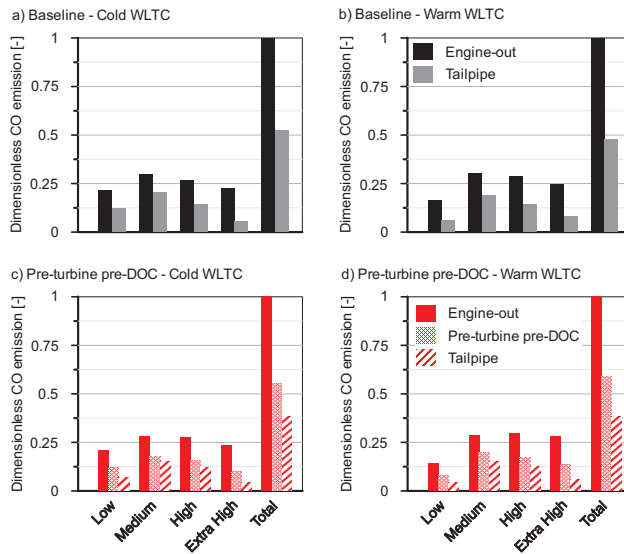 a) Baseline - Cold WLTC
Dimensionless CO emission [-]
1
0.75
0.5
0.25
0
b) Baseline - Warm WLTC
Dimensionless CO emission [-]
1
0.75
0.5
0.25
0
Engine-out
Tailpipe
c) Pre-turbine pre-DOC - Cold WLTC
Dimensionless CO emission [-]
1
0.75
0.5
0.25
0
Low
Medium
High
Extra High
Total
d) Pre-turbine pre-DOC - Warm WLTC
Dimensionless CO emission [-]
1
0.75
0.5
0.25
0
Engine-out
Pre-turbine pre-DOC
Tailpipe
Low
Medium
High
Extra High
Total